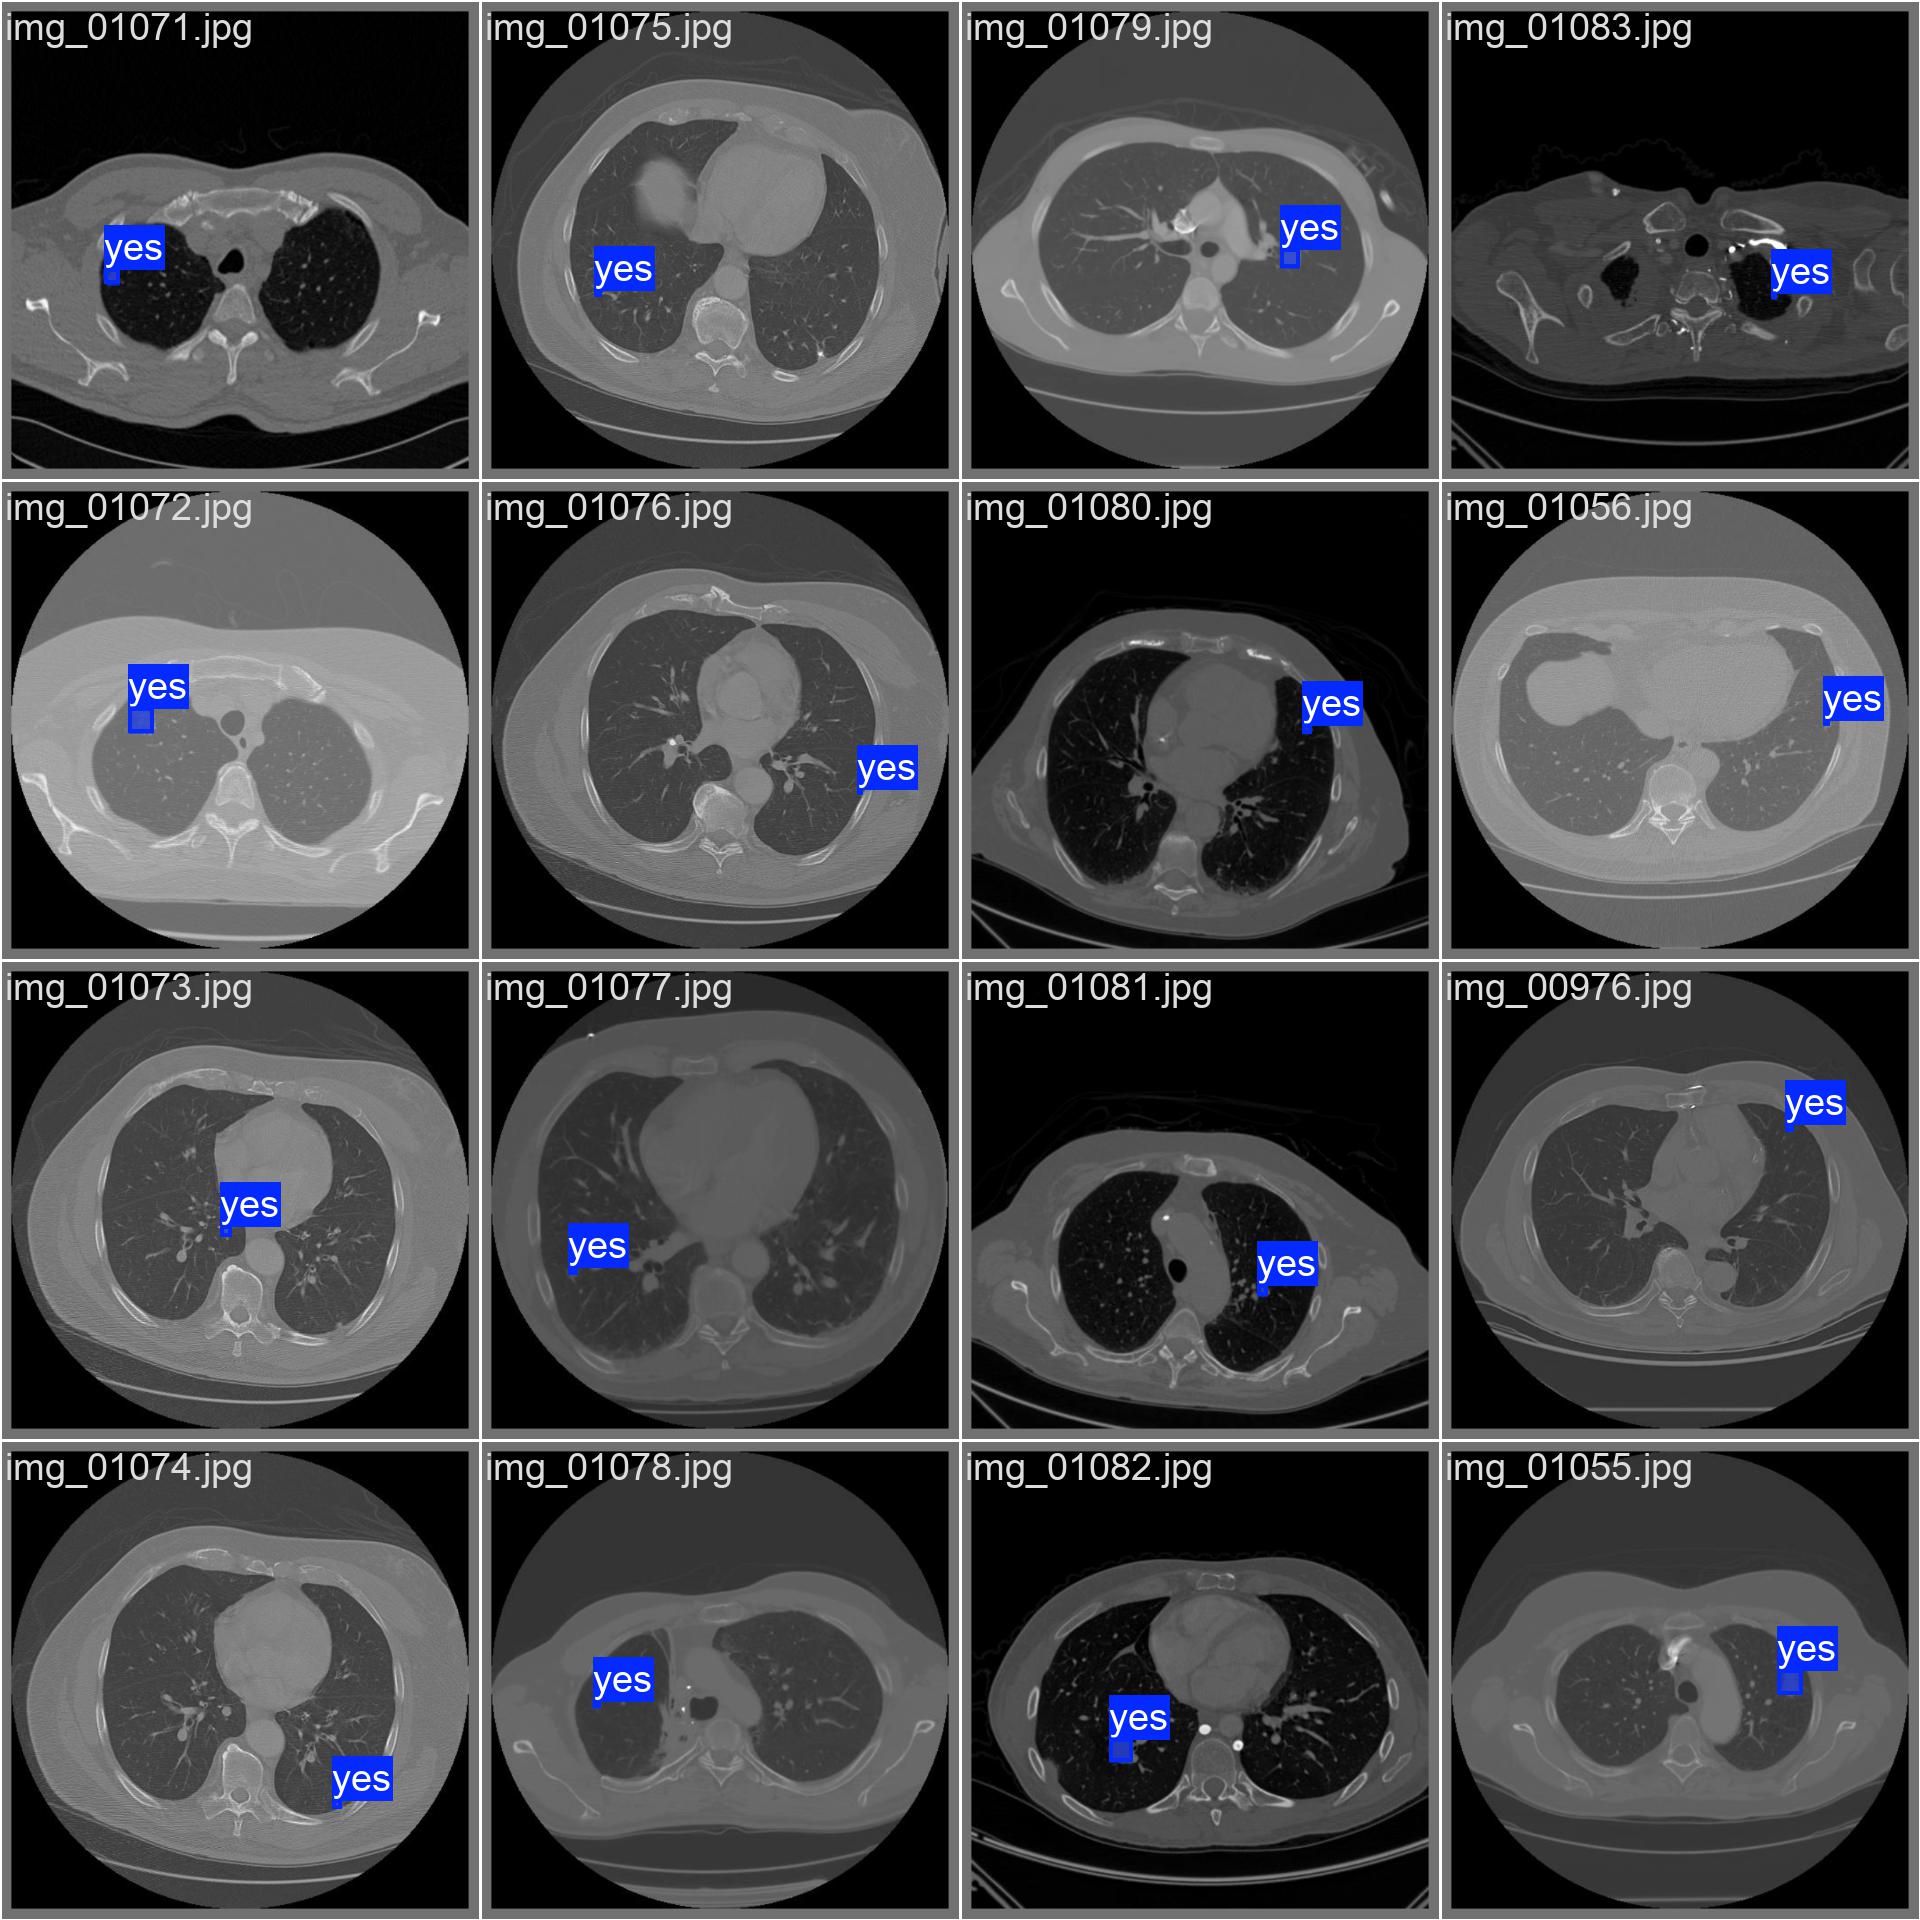 img_01071.jpg
yes
img_01075.jpg
yes
img_01079.jpg
yes
img_01083.jpg
yes
img_01072.jpg
yes
img_01076.jpg
yes
img_01080.jpg
yes
img_01056.jpg
yes
img_01073.jpg
yes
img_01077.jpg
yes
img_01081.jpg
yes
img_00976.jpg
yes
img_01074.jpg
yes
img_01078.jpg
yes
img_01082.jpg
yes
img_01055.jpg
yes